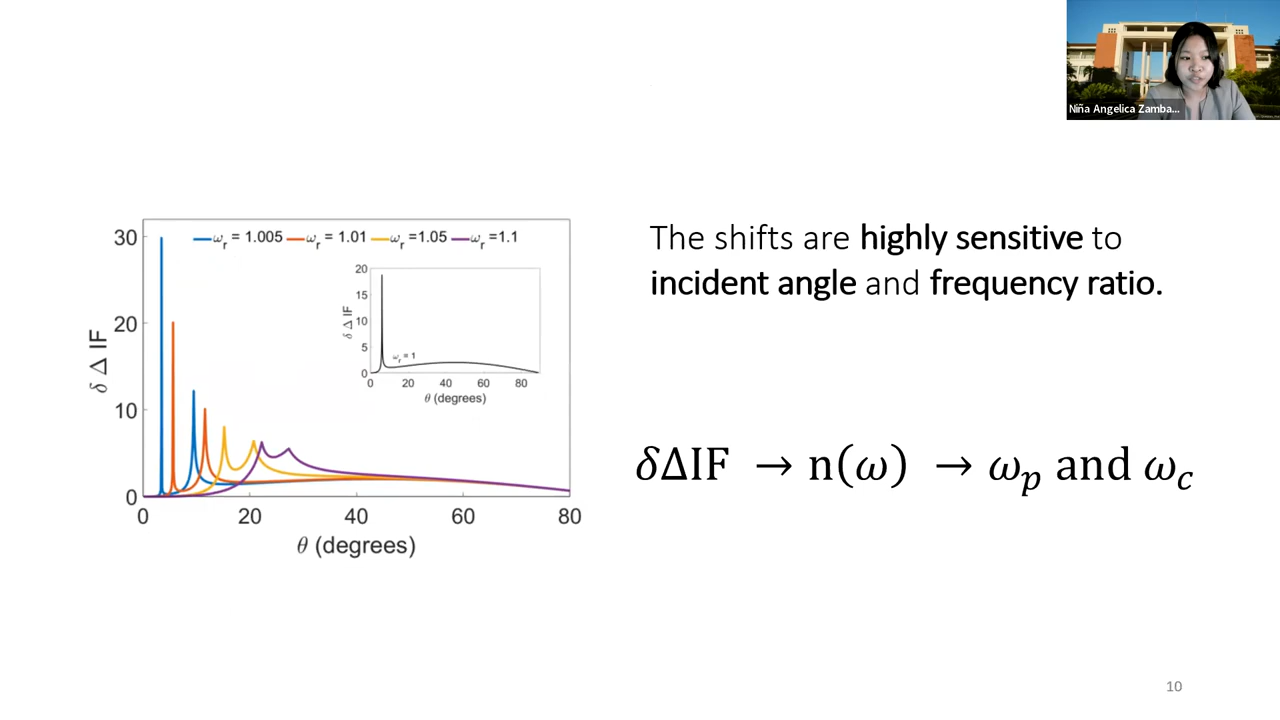 Niña Angelica Zamba...
30
20
10
0
δ Δ IF
ω_r = 1.005
ω_r = 1.01
ω_r =1.05
ω_r =1.1
20
15
10
5
0
δ Δ IF
ω_r = 1
0 20 40 60 80
θ (degrees)
0 20 40 60 80
θ (degrees)
The shifts are highly sensitive to
incident angle and frequency ratio.
δΔIF → n(ω) → ω_p and ω_c
10